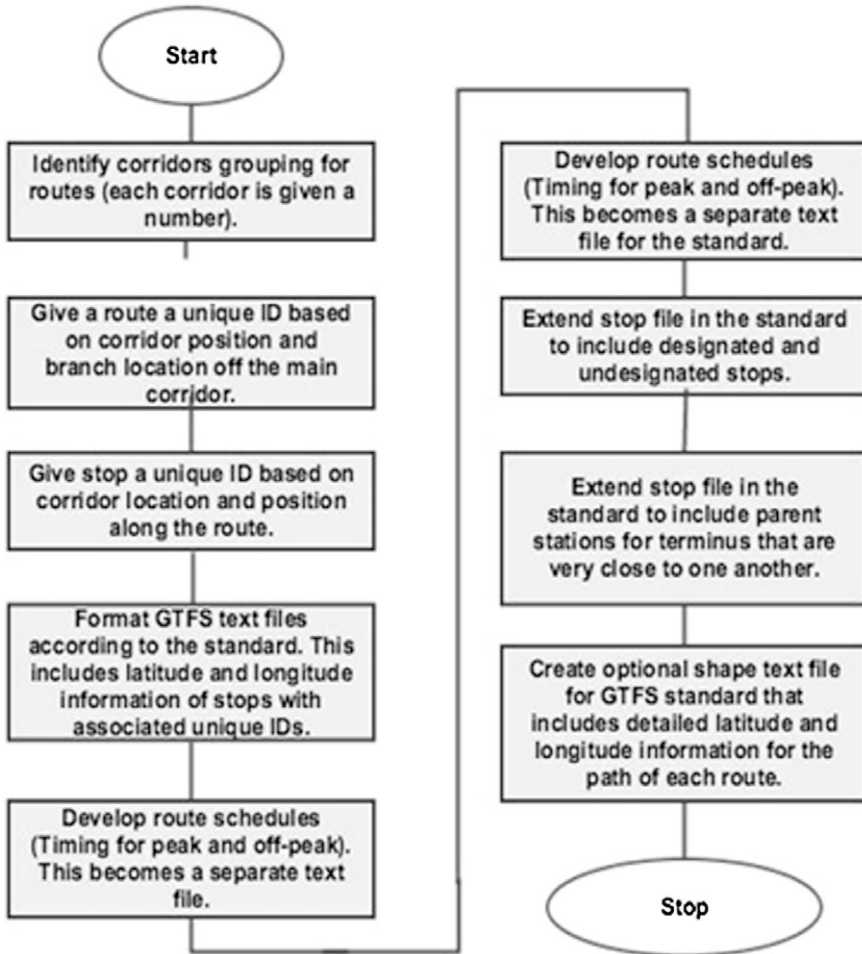 Start
Identify corridors grouping for
routes (each corridor is given a
number).
Give a route a unique ID based
on corridor position and
branch location off the main
corridor.
Give stop a unique ID based on
corridor location and position
along the route.
Format GTFS text files
according to the standard. This
includes latitude and longitude
information of stops with
associated unique IDs.
Develop route schedules
(Timing for peak and off-peak).
This becomes a separate text
file.
Develop route schedules
(Timing for peak and off-peak).
This becomes a separate text
file for the standard.
Extend stop file in the standard
to include designated and
undesignated stops.
Extend stop file in the
standard to include parent
stations for terminus that are
very close to one another.
Create optional shape text file
for GTFS standard that
includes detailed latitude and
longitude information for the
path of each route.
Stop